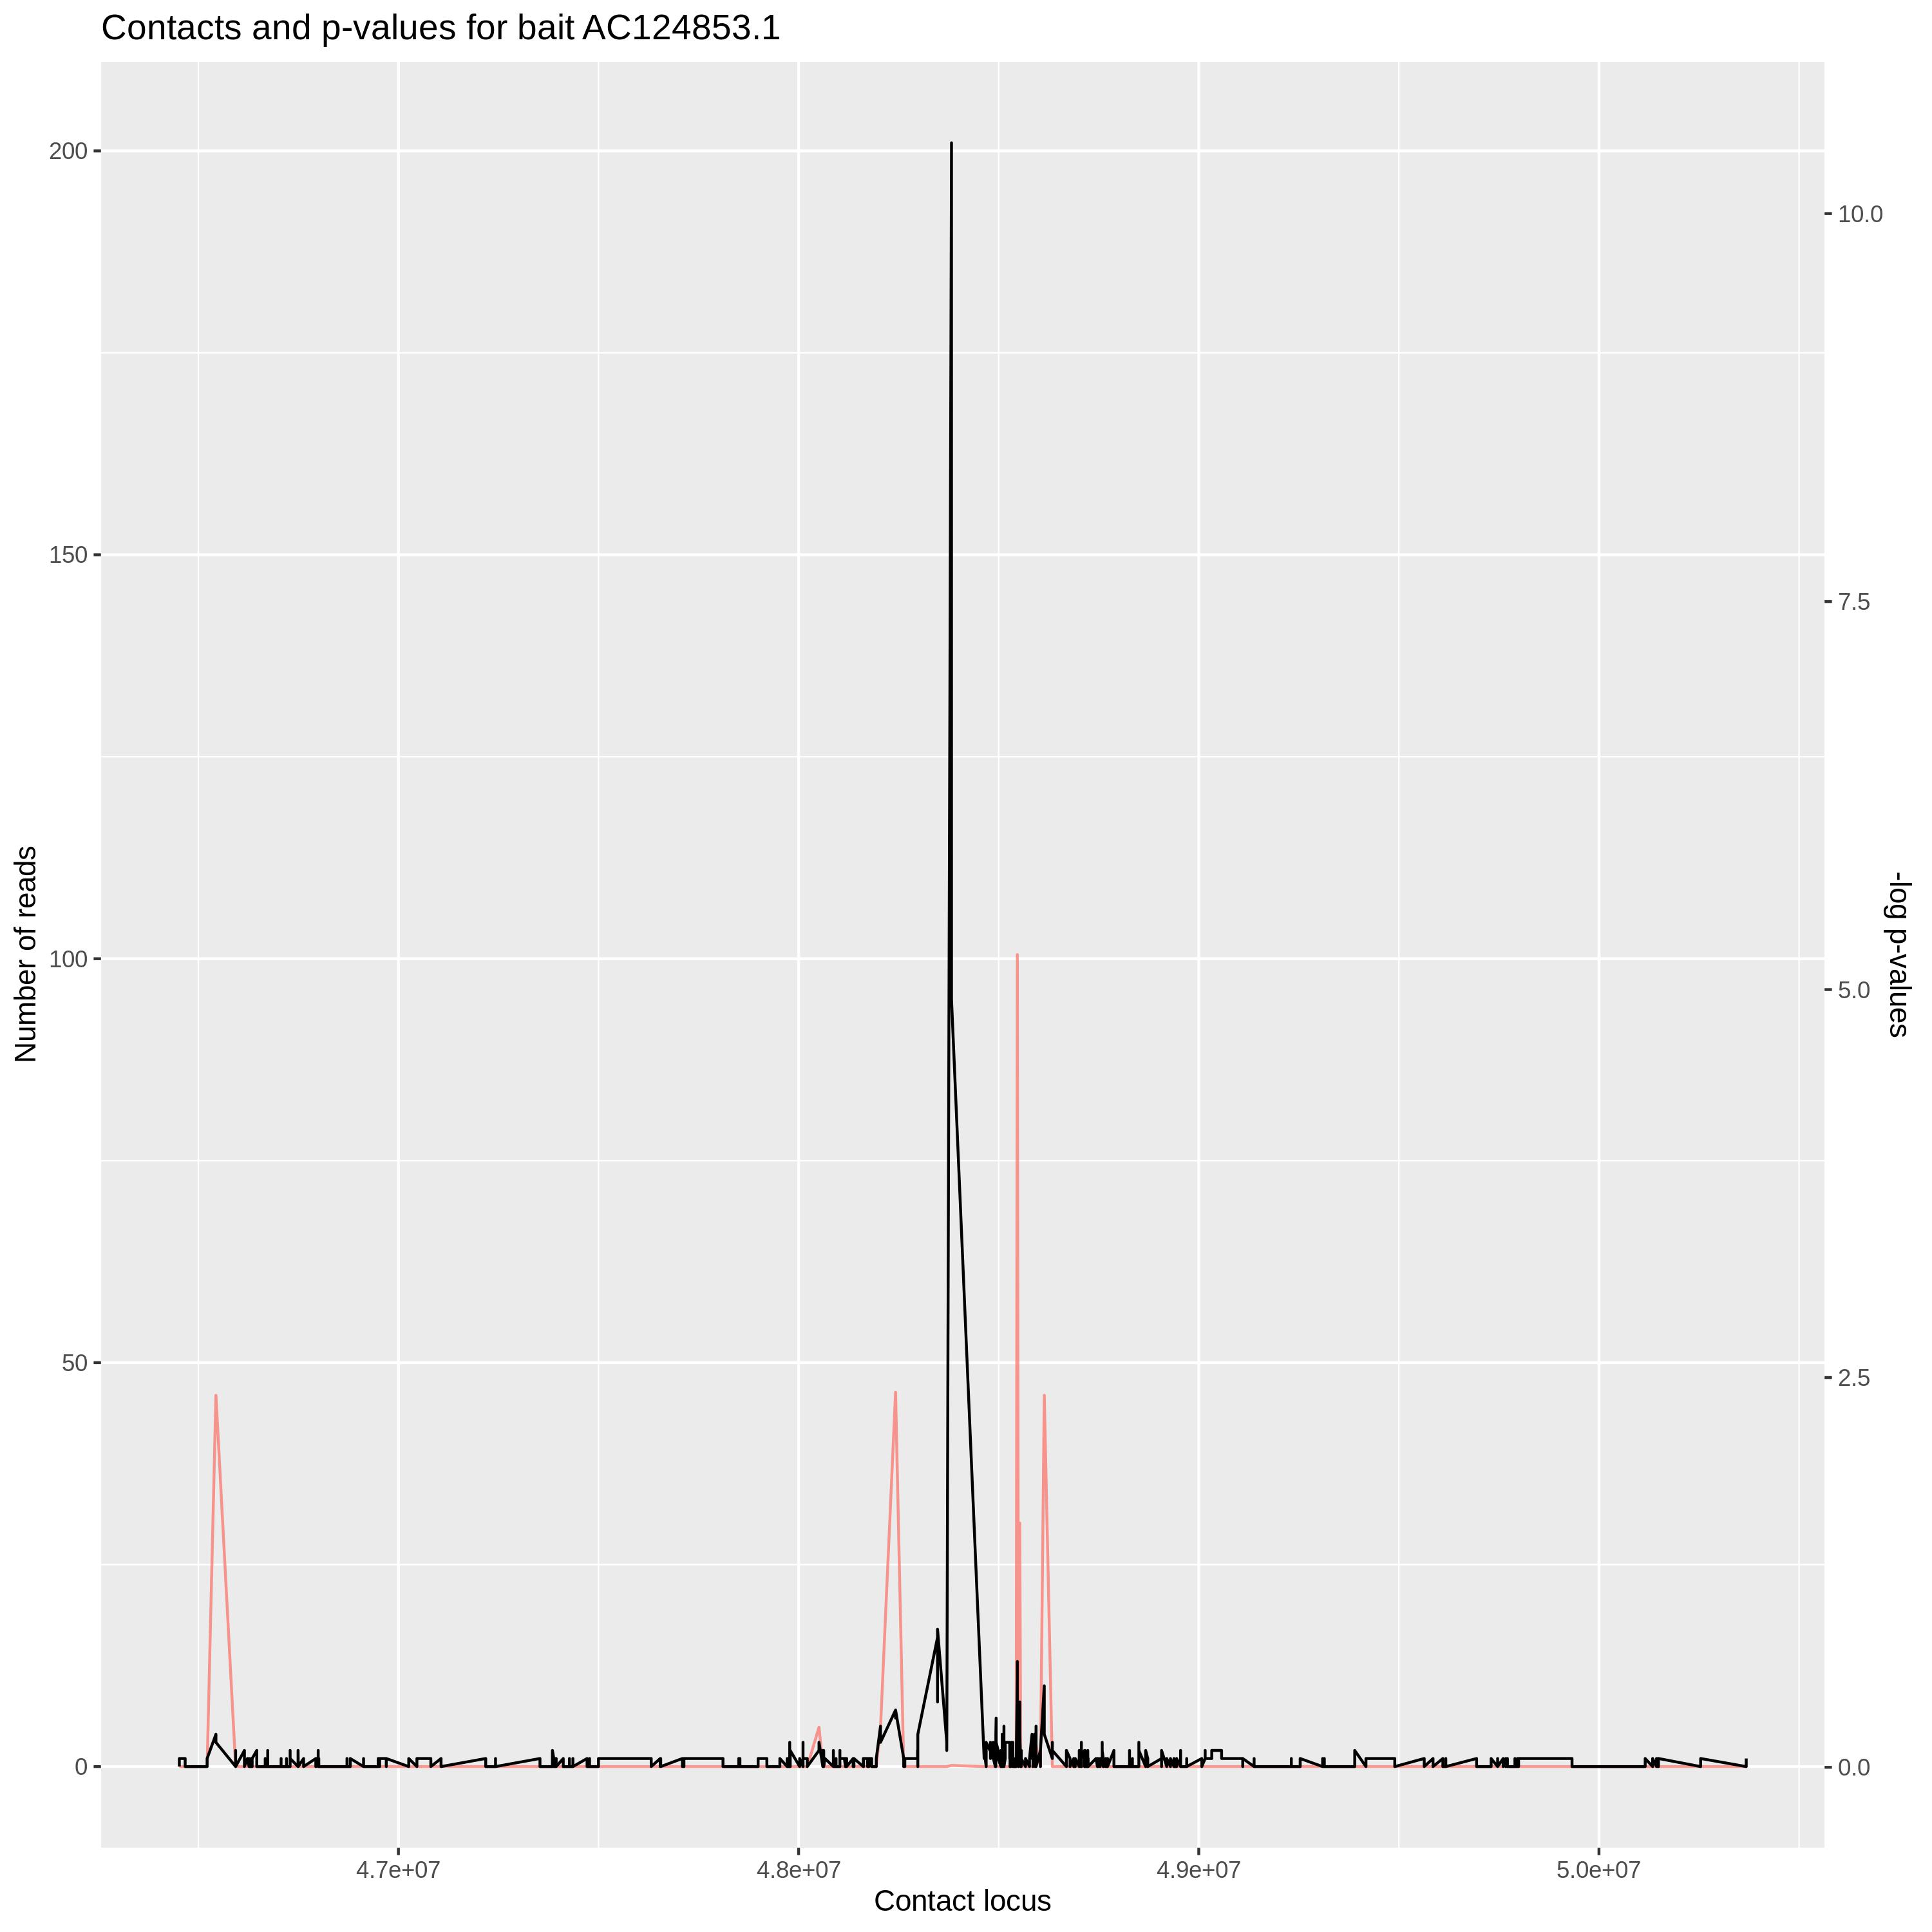 Contacts and p-values for bait AC124853.1
200
150
100
50
0
Number of reads
10.0
7.5
5.0
2.5
0.0
-log p-values
4.7e+07
4.8e+07
4.9e+07
5.0e+07
Contact locus